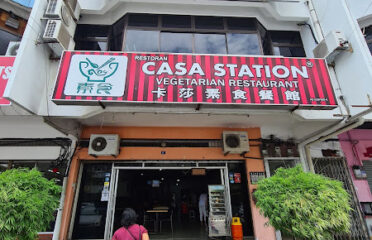 RESTORAN
CASA STATION
VEGETARIAN RESTAURANT
卡莎素食餐館
素食